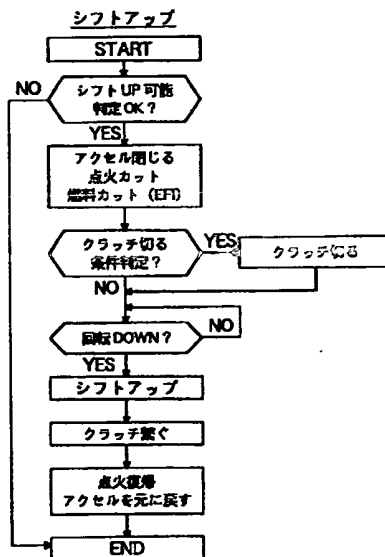 シフトアップ
START
シフトUP可能
判定OK?
NO
YES
アクセル閉じる
点火カット
燃料カット (EFI)
クラッチ切る
条件判定?
YES
クラッチ切る
NO
回転DOWN?
NO
YES
シフトアップ
クラッチ繋ぐ
点火復帰
アクセルを元に戻す
END